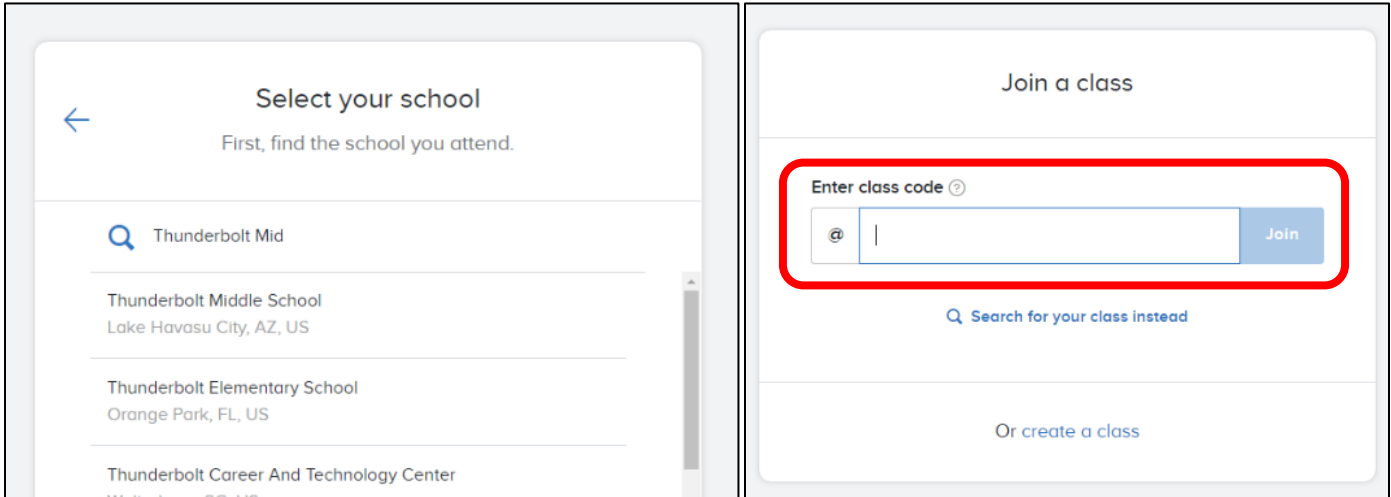 Select your school
First, find the school you attend.
Thunderbolt Mid
Thunderbolt Middle School
Lake Havasu City, AZ, US
Thunderbolt Elementary School
Orange Park, FL, US
Thunderbolt Career And Technology Center
Join a class
Enter class code ?
@
Join
Search for your class instead
Or create a class